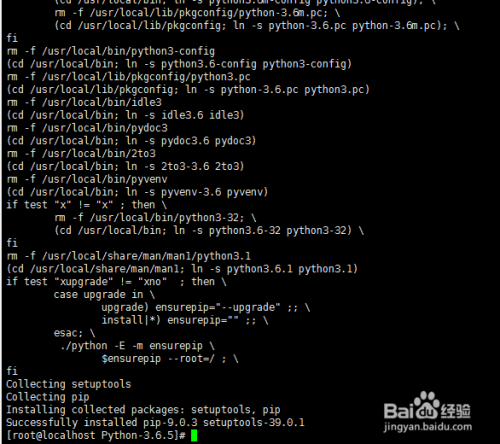 (cd /usr/local/bin; ln -s python3.6m-config python3.6-config); \
rm -f /usr/local/lib/pkgconfig/python-3.6m.pc; \
(cd /usr/local/lib/pkgconfig; ln -s python-3.6.pc python-3.6m.pc); \
fi
rm -f /usr/local/bin/python3-config
(cd /usr/local/bin; ln -s python3.6-config python3-config)
rm -f /usr/local/lib/pkgconfig/python3.pc
(cd /usr/local/lib/pkgconfig; ln -s python-3.6.pc python3.pc)
rm -f /usr/local/bin/idle3
(cd /usr/local/bin; ln -s idle3.6 idle3)
rm -f /usr/local/bin/pydoc3
(cd /usr/local/bin; ln -s pydoc3.6 pydoc3)
rm -f /usr/local/bin/2to3
(cd /usr/local/bin; ln -s 2to3-3.6 2to3)
rm -f /usr/local/bin/pyvenv
(cd /usr/local/bin; ln -s pyvenv-3.6 pyvenv)
if test "x" != "x" ; then \
rm -f /usr/local/bin/python3-32; \
(cd /usr/local/bin; ln -s python3.6-32 python3-32) \
fi
rm -f /usr/local/share/man/man1/python3.1
(cd /usr/local/share/man/man1; ln -s python3.6.1 python3.1)
if test "xupgrade" != "xno"  ; then \
case upgrade in \
upgrade) ensurepip="--upgrade" ;; \
install|*) ensurepip="" ;; \
esac; \
./python -E -m ensurepip \
$ensurepip --root=/ ; \
fi
Collecting setuptools
Collecting pip
Installing collected packages: setuptools, pip
Successfully installed pip-9.0.3 setuptools-39.0.1
[root@localhost Python-3.6.5]#
Baidu 经验
jingyan.baidu.com